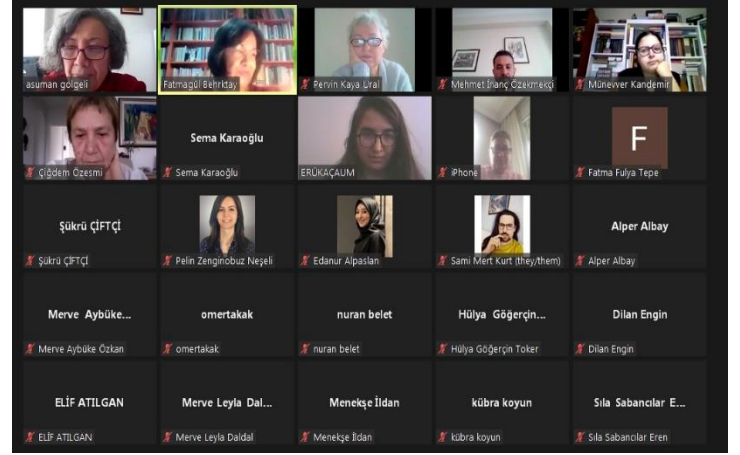 asuman gölgeli
Fatmagül Berktay
Pervin Kaya Ural
Mehmet İnanç Özekmekçi
Münevver Kandemir
Çiğdem Özesmi
Sema Karaoğlu
Sema Karaoğlu
ERÜKAÇAUM
iPhone
F
Fatma Fulya Tepe
Şükrü ÇİFTÇİ
Şükrü ÇİFTÇİ
Pelin Zenginobuz Neşeli
Edanur Alpaslan
Sami Mert Kurt (they/them)
Alper Albay
Alper Albay
Merve Aybüke...
Merve Aybüke Özkan
omertakak
omertakak
nuran belet
nuran belet
Hülya Göğerçin...
Hülya Göğerçin Toker
Dilan Engin
Dilan Engin
ELİF ATILGAN
ELİF ATILGAN
Merve Leyla Dal...
Merve Leyla Daldal
Menekşe İldan
Menekşe İldan
kübra koyun
kübra koyun
Sıla Sabancılar E...
Sıla Sabancılar Eren